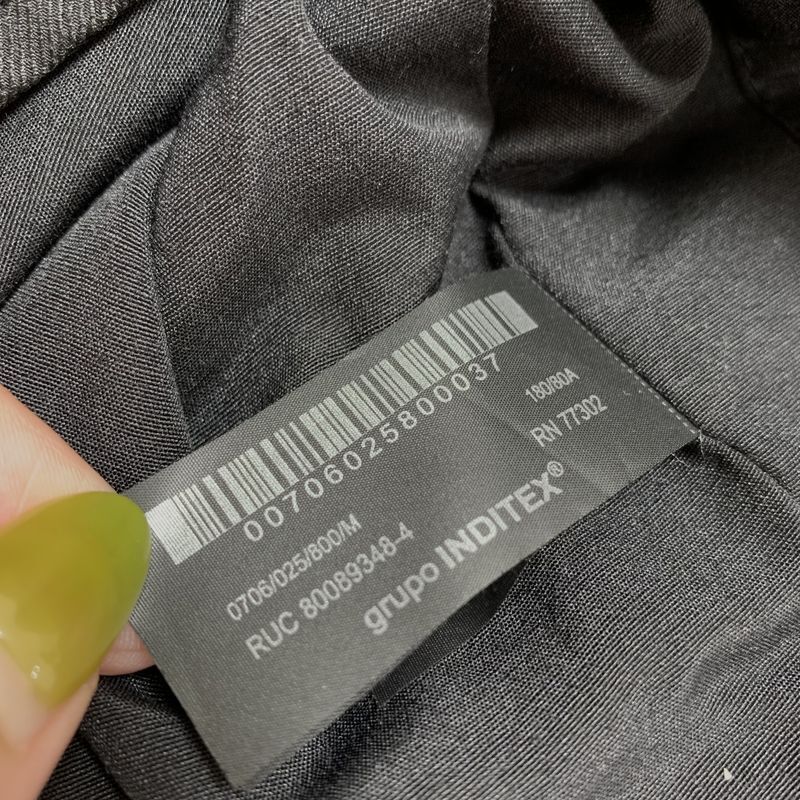 00706025800037
180/80A
0706/025/800/M
RN 77302
RUC 80089348-4
grupo INDITEX®